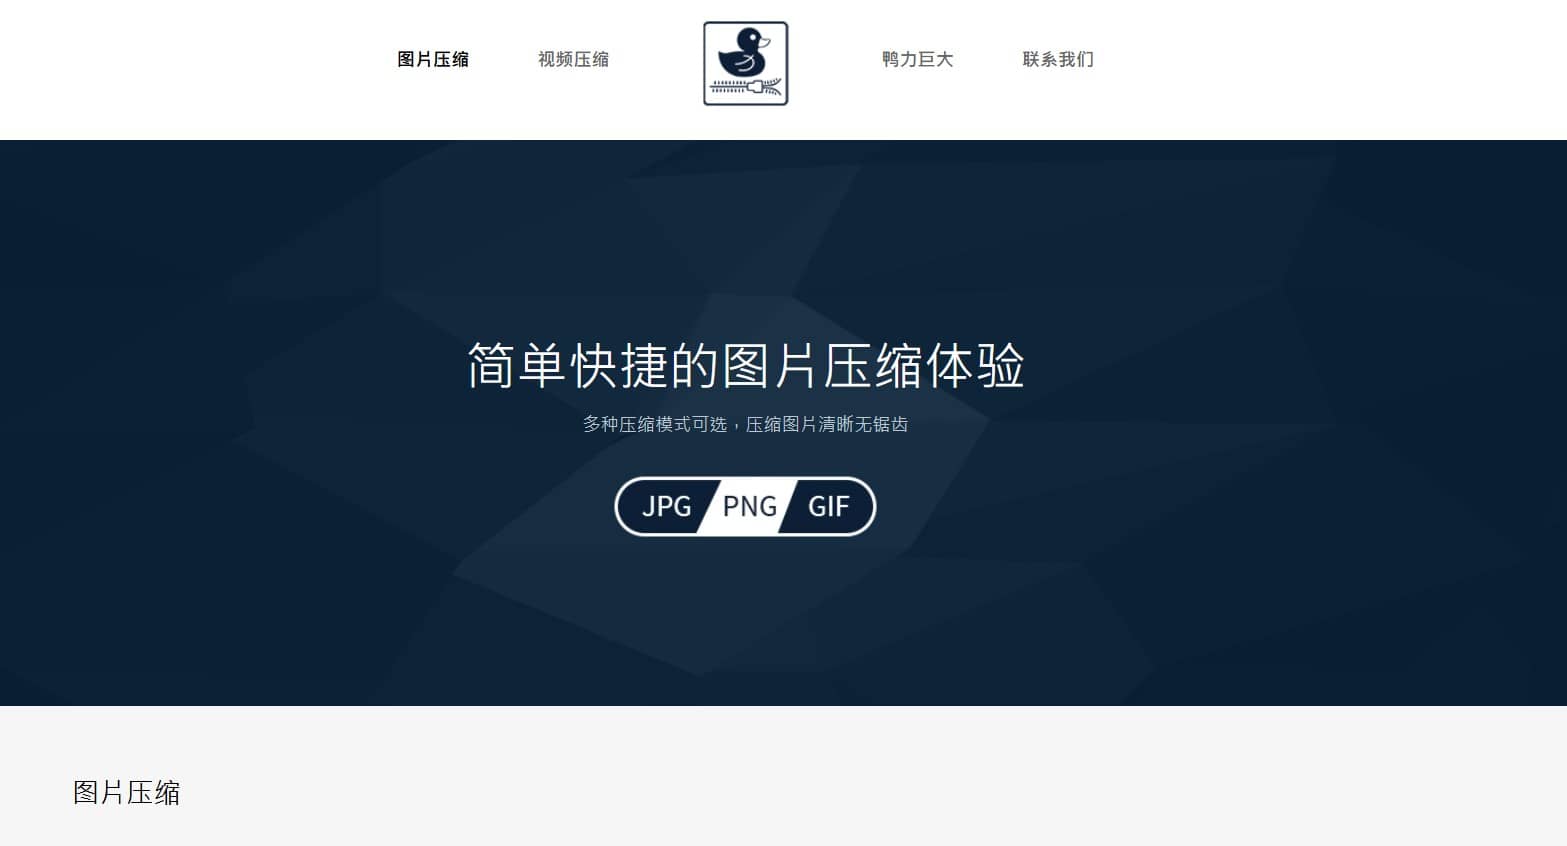 图片压缩 视频压缩 鸭力巨大 联系我们
简单快捷的图片压缩体验
多种压缩模式可选，压缩图片清晰无锯齿
JPG PNG GIF
图片压缩